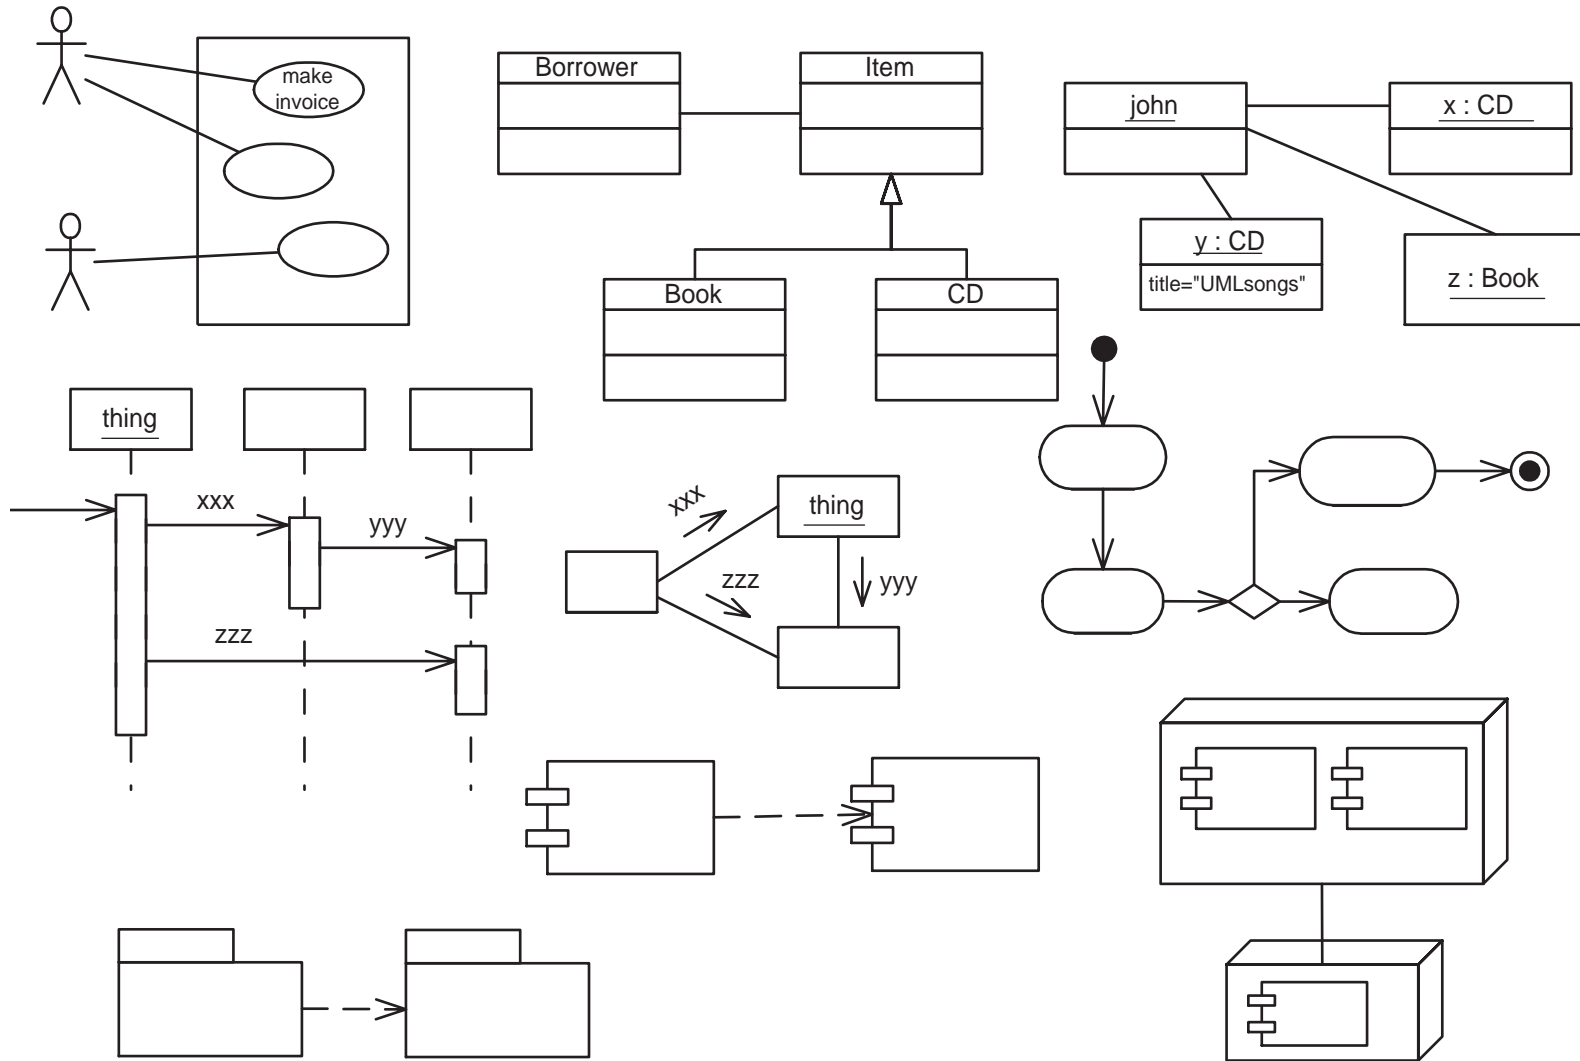 make
invoice
Borrower
Item
john
x : CD
y : CD
title="UMLsongs"
z : Book
Book
CD
thing
xxx
yyy
zzz
xxx
thing
zzz
yyy